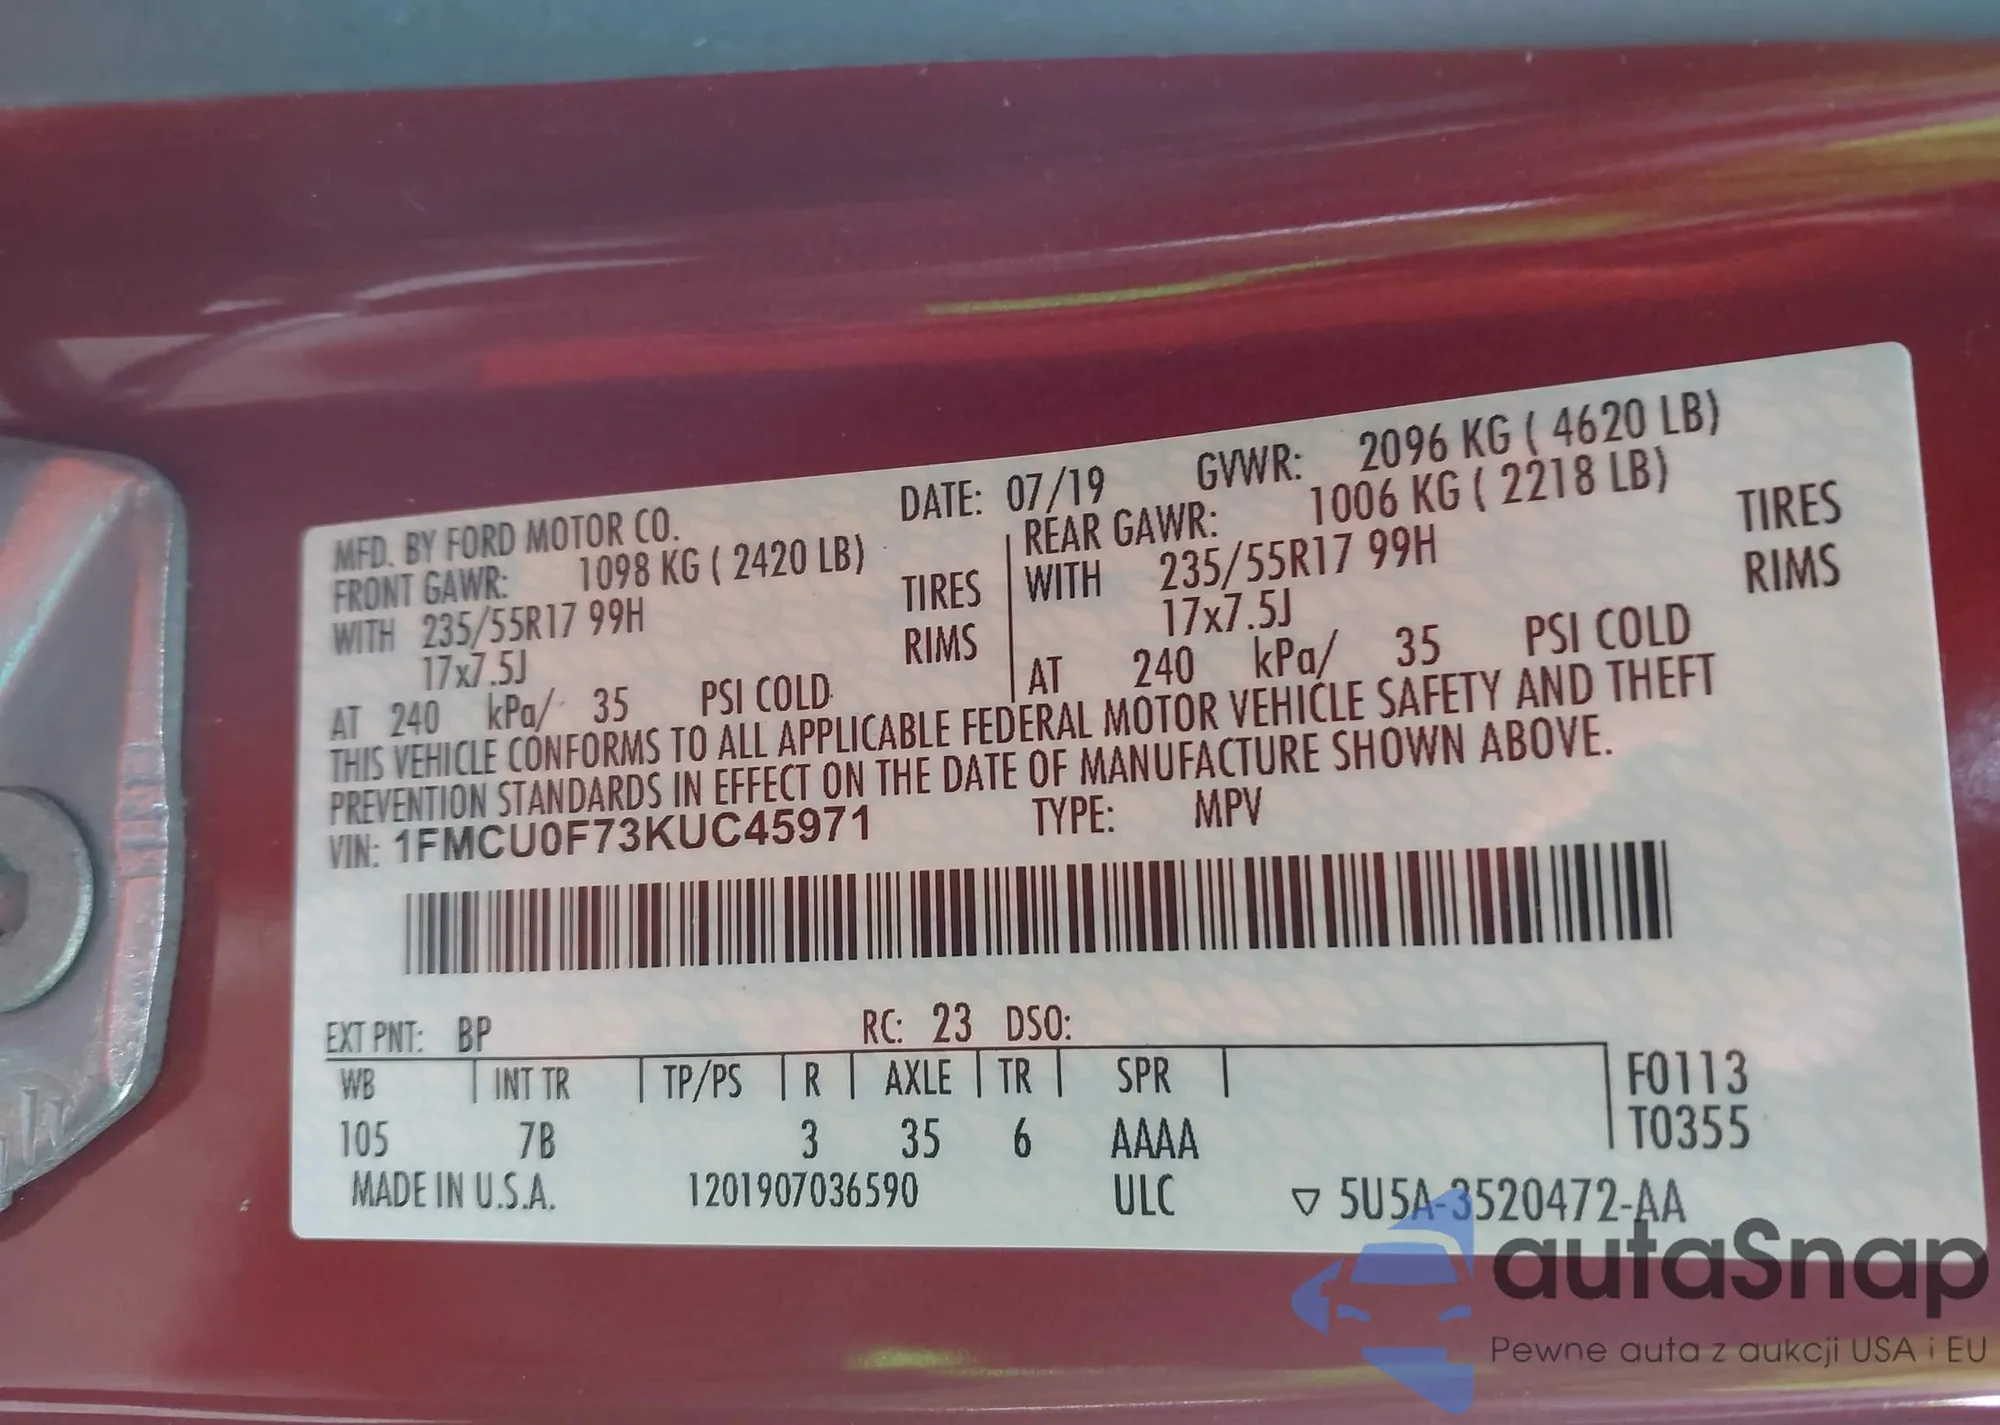 MFD. BY FORD MOTOR CO. DATE: 07/19 GVWR: 2096 KG ( 4620 LB)
FRONT GAWR: 1098 KG ( 2420 LB) REAR GAWR: 1006 KG ( 2218 LB)
WITH 235/55R17 99H TIRES WITH 235/55R17 99H TIRES
17x7.5J RIMS 17x7.5J RIMS
AT 240 kPa/ 35 PSI COLD AT 240 kPa/ 35 PSI COLD
THIS VEHICLE CONFORMS TO ALL APPLICABLE FEDERAL MOTOR VEHICLE SAFETY AND THEFT
PREVENTION STANDARDS IN EFFECT ON THE DATE OF MANUFACTURE SHOWN ABOVE.
VIN: 1FMCU0F73KUC45971 TYPE: MPV
EXT PNT: BP RC: 23 DSO:
WB INT TR TP/PS R AXLE TR SPR F0113
105 7B 3 35 6 AAAA T0355
MADE IN U.S.A. 1201907036590 ULC ▽ 5U5A-3520472-AA
autaSnap
Pewne auta z aukcji USA i EU